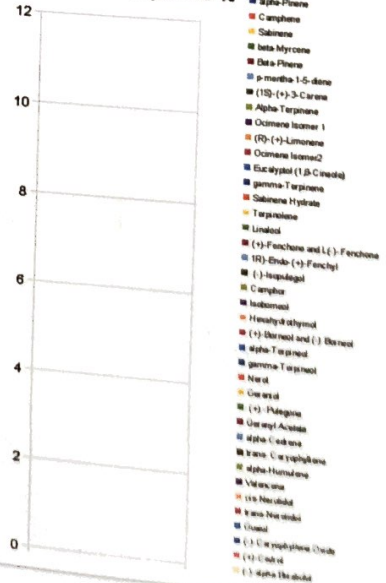 12
10
8
6
4
2
0
alpha-Pinene
Camphene
Sabinene
beta-Myrcene
Beta-Pinene
p-mentha-1-5-diene
(1S)-(+)-3-Carene
Alpha-Terpinene
Ocimene Isomer 1
(R)-(+)-Limonene
Ocimene Isomer2
Eucalyptol (1,8-Cineole)
gamma-Terpinene
Sabinene Hydrate
Terpinolene
Linalool
(+)-Fenchone and L(-)-Fenchone
1R)-Endo-(+)-Fenchyl
(-)-Isopulegol
Camphor
Isoborneol
Hexahydrothymol
(+)-Borneol and (-) Borneol
alpha-Terpineol
gamma-Terpineol
Nerol
Geraniol
(+)-Pulegone
Geranyl Acetate
alpha-Cedrene
trans-Caryophyllene
alpha-Humulene
Valencene
cis-Nerolidol
trans-Nerolidol
Guaiol
(-)-Caryophyllene Oxide
(+)-Cedrol
(-)-alpha-Bisabolol